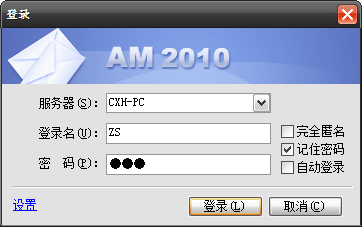 登录
AM 2010
服务器(S): CXH-PC
登录名(U): ZS
完全匿名
记住密码
密 码(P): ●●●
自动登录
设置 登录(L) 取消(C)